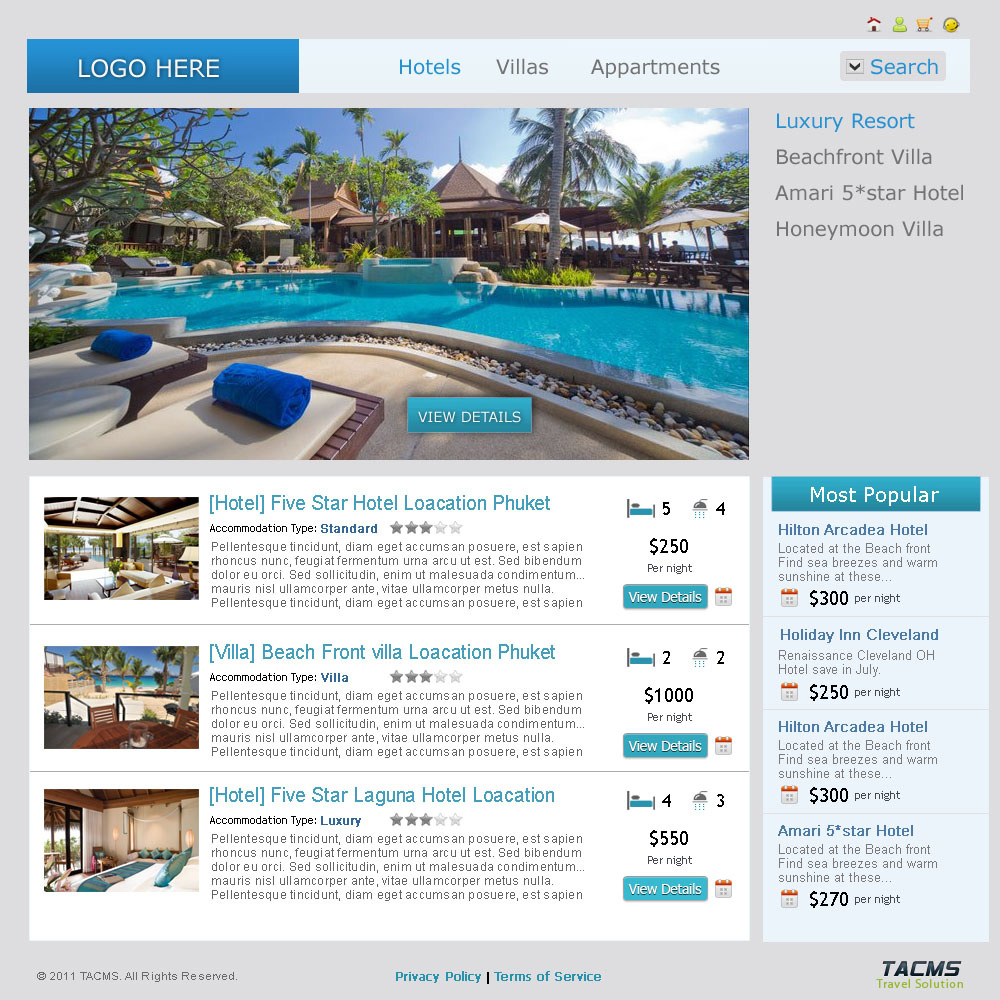 LOGO HERE
Hotels Villas Appartments
Search
Luxury Resort
Beachfront Villa
Amari 5*star Hotel
Honeymoon Villa
VIEW DETAILS
[Hotel] Five Star Hotel Loacation Phuket
Accommodation Type: Standard
Pellentesque tincidunt, diam eget accumsan posuere, est sapien
rhoncus nunc, feugiat fermentum urna arcu ut est. Sed bibendum
dolor eu orci. Sed sollicitudin, enim ut malesuada condimentum...
mauris nisl ullamcorper ante, vitae ullamcorper metus nulla.
Pellentesque tincidunt, diam eget accumsan posuere, est sapien
5 4
$250
Per night
View Details
[Villa] Beach Front villa Loacation Phuket
Accommodation Type: Villa
Pellentesque tincidunt, diam eget accumsan posuere, est sapien
rhoncus nunc, feugiat fermentum urna arcu ut est. Sed bibendum
dolor eu orci. Sed sollicitudin, enim ut malesuada condimentum...
mauris nisl ullamcorper ante, vitae ullamcorper metus nulla.
Pellentesque tincidunt, diam eget accumsan posuere, est sapien
2 2
$1000
Per night
View Details
[Hotel] Five Star Laguna Hotel Loacation
Accommodation Type: Luxury
Pellentesque tincidunt, diam eget accumsan posuere, est sapien
rhoncus nunc, feugiat fermentum urna arcu ut est. Sed bibendum
dolor eu orci. Sed sollicitudin, enim ut malesuada condimentum...
mauris nisl ullamcorper ante, vitae ullamcorper metus nulla.
Pellentesque tincidunt, diam eget accumsan posuere, est sapien
4 3
$550
Per night
View Details
Most Popular
Hilton Arcadea Hotel
Located at the Beach front
Find sea breezes and warm
sunshine at these...
$300 per night
Holiday Inn Cleveland
Renaissance Cleveland OH
Hotel save in July.
$250 per night
Hilton Arcadea Hotel
Located at the Beach front
Find sea breezes and warm
sunshine at these...
$300 per night
Amari 5*star Hotel
Located at the Beach front
Find sea breezes and warm
sunshine at these...
$270 per night
© 2011 TACMS. All Rights Reserved.
Privacy Policy | Terms of Service
TACMS
Travel Solution